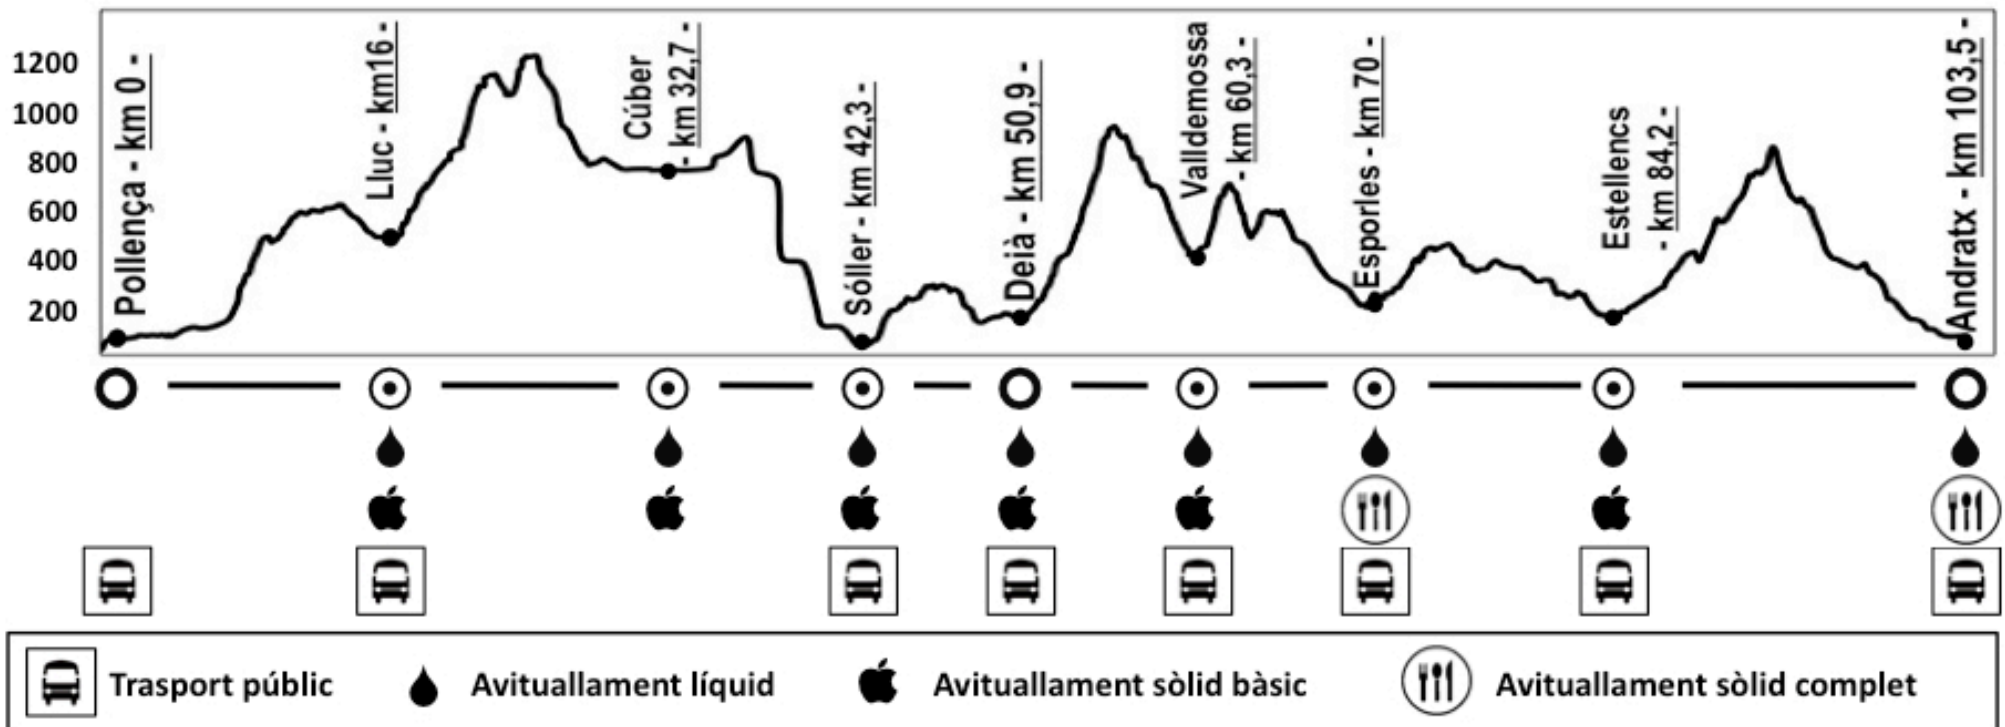 1200
1000
800
600
400
200
Pollença - km 0 -
Lluc - km16 -
Cúber
- km 32,7 -
Sóller - km 42,3 -
Deià - km 50,9 -
Valldemossa
- km 60,3 -
Esporles - km 70 -
Estellencs
- km 84,2 -
Andratx - km 103,5 -
Trasport públic
Avituallament líquid
Avituallament sòlid bàsic
Avituallament sòlid complet